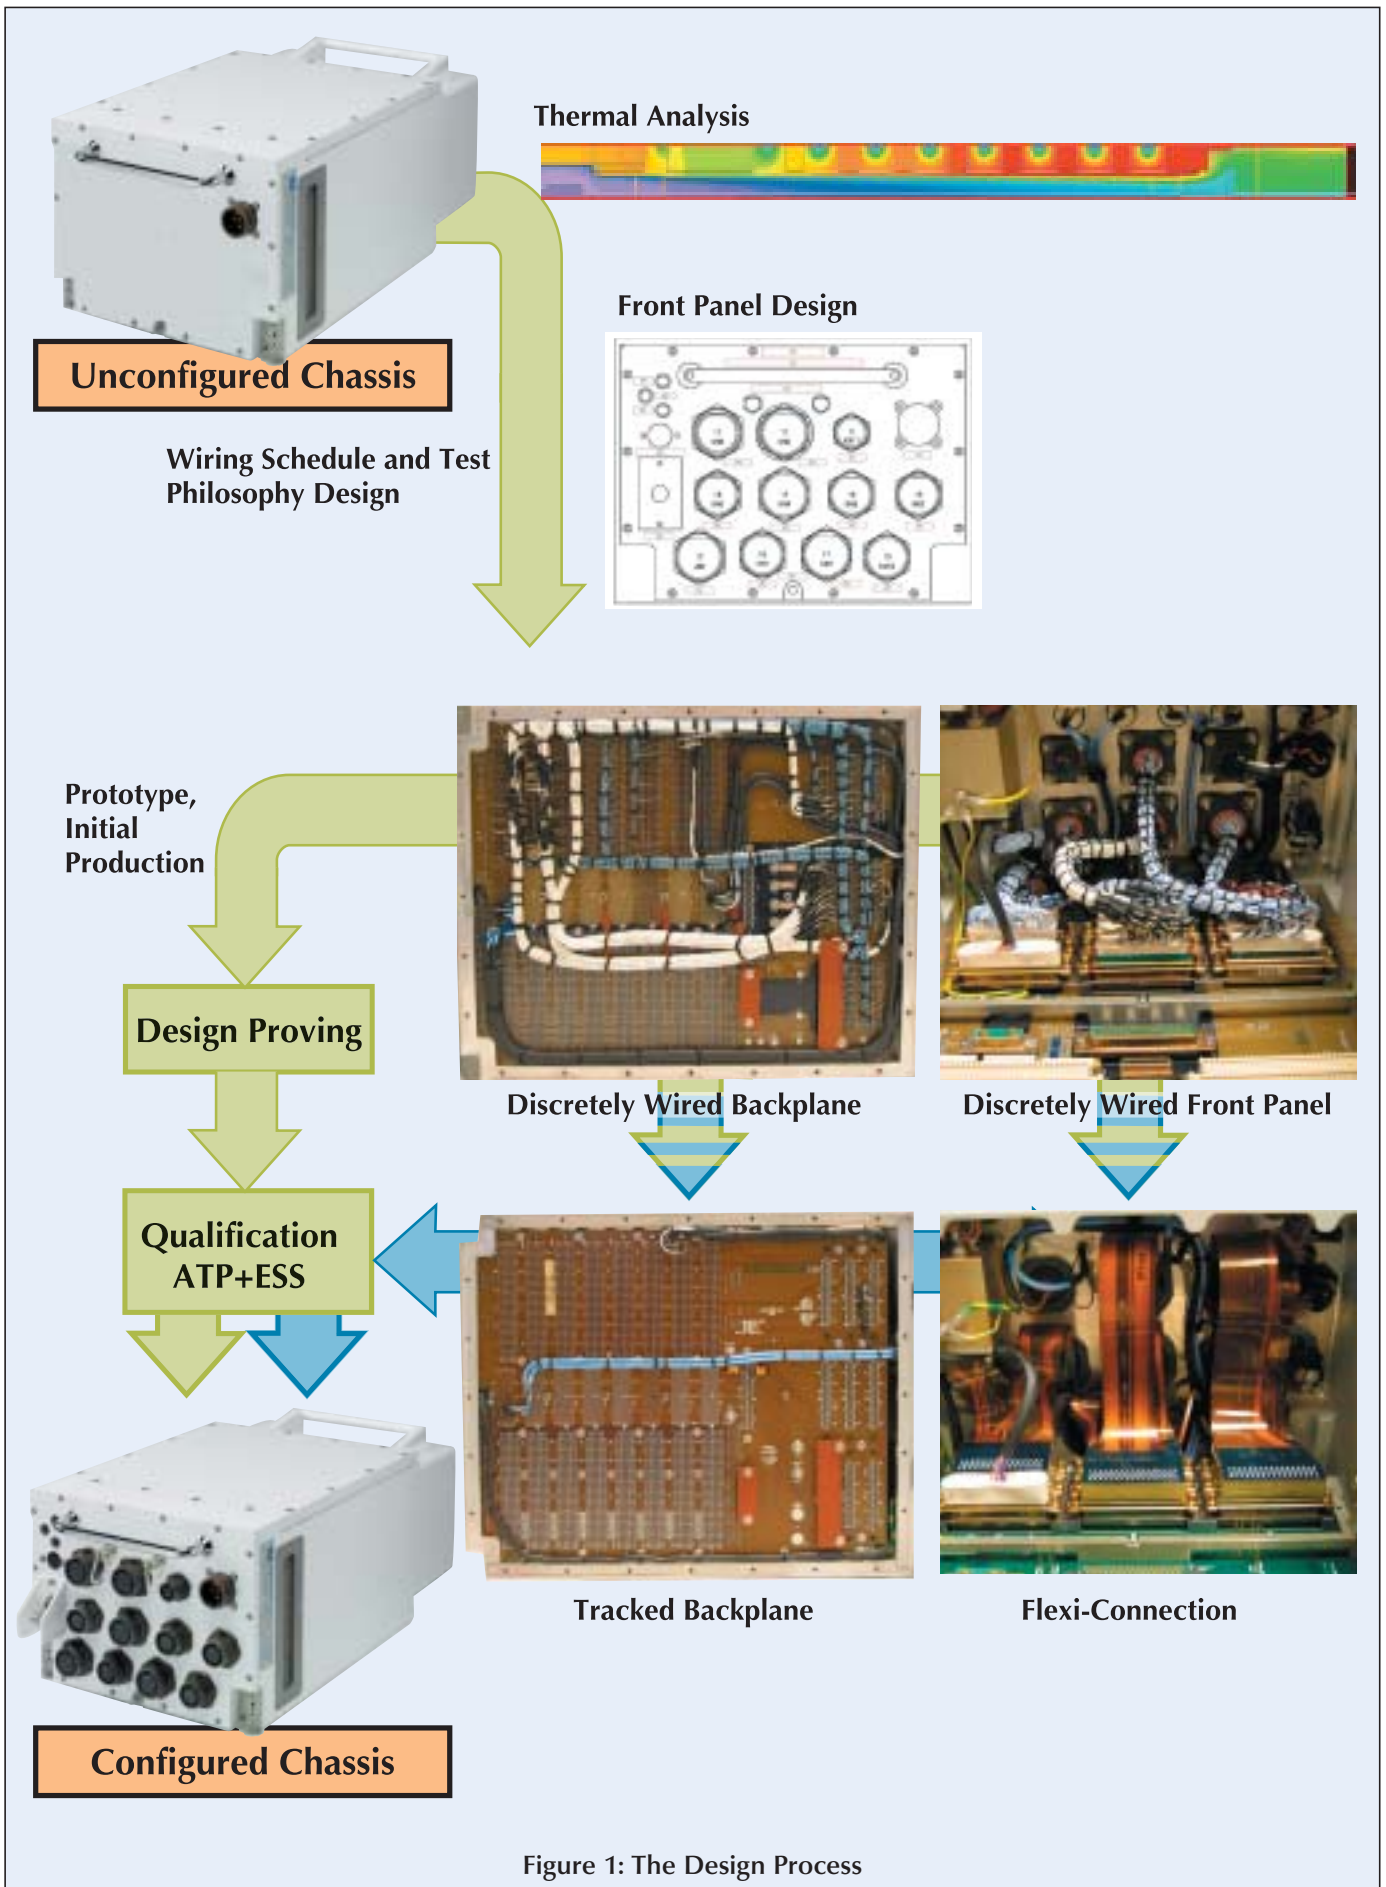 Thermal Analysis
Front Panel Design
Unconfigured Chassis
Wiring Schedule and Test
Philosophy Design
Prototype,
Initial
Production
Design Proving
Discretely Wired Backplane
Discretely Wired Front Panel
Qualification
ATP+ESS
Tracked Backplane
Flexi-Connection
Configured Chassis
Figure 1: The Design Process